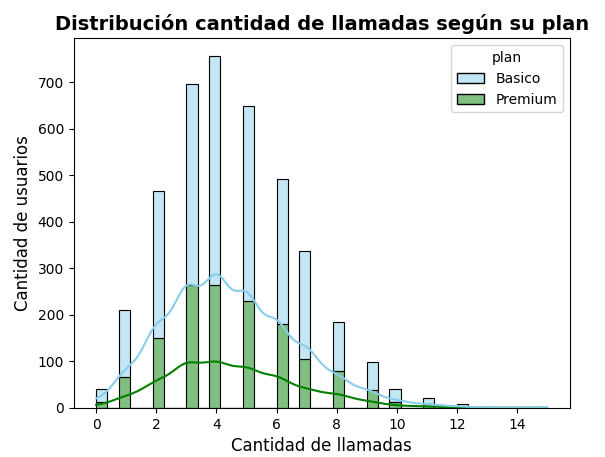 Distribución cantidad de llamadas según su plan
plan
Basico
Premium
Cantidad de usuarios
700
600
500
400
300
200
100
0
0 2 4 6 8 10 12 14
Cantidad de llamadas